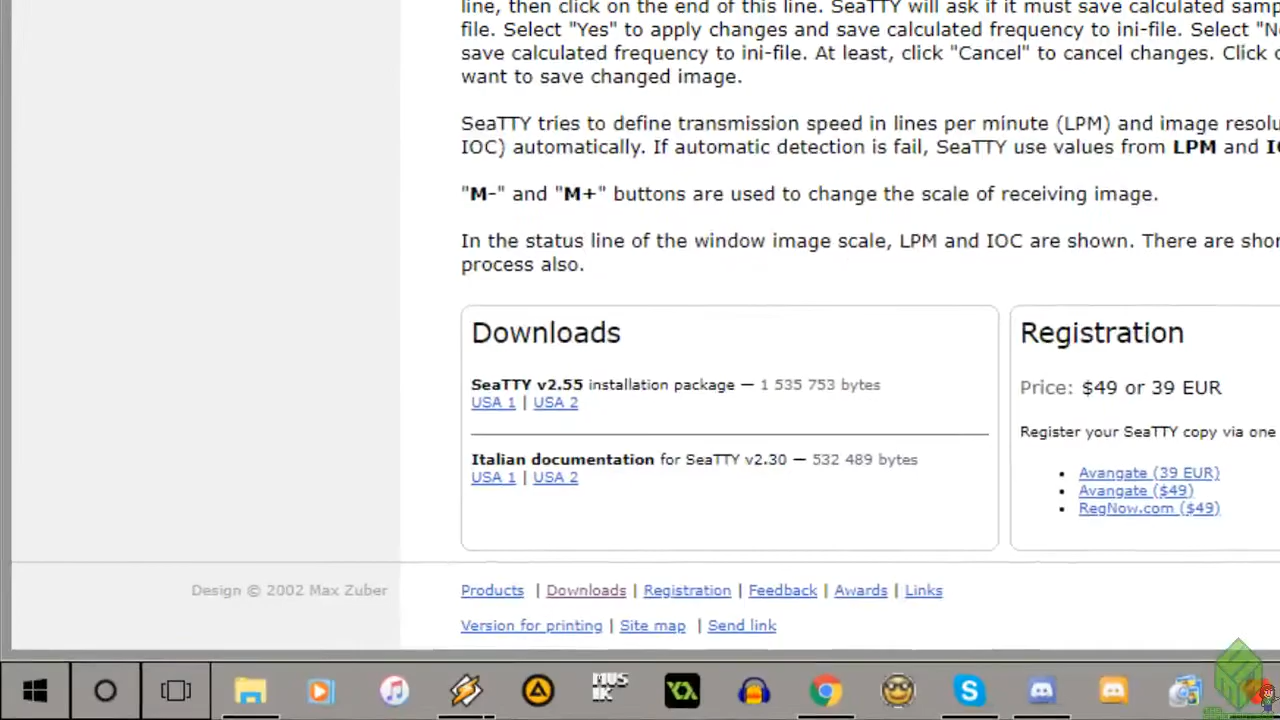 line, then click on the end of this line. SeaTTY will ask if it must save calculated samp
file. Select "Yes" to apply changes and save calculated frequency to ini-file. Select "No
save calculated frequency to ini-file. At least, click "Cancel" to cancel changes. Click
want to save changed image.
SeaTTY tries to define transmission speed in lines per minute (LPM) and image resolu
IOC) automatically. If automatic detection is fail, SeaTTY use values from LPM and IO
"M-" and "M+" buttons are used to change the scale of receiving image.
In the status line of the window image scale, LPM and IOC are shown. There are shor
process also.
Downloads
SeaTTY v2.55 installation package — 1 535 753 bytes
USA 1 | USA 2
Italian documentation for SeaTTY v2.30 — 532 489 bytes
USA 1 | USA 2
Registration
Price: $49 or 39 EUR
Register your SeaTTY copy via one
Avangate (39 EUR)
Avangate ($49)
RegNow.com ($49)
Design © 2002 Max Zuber
Products | Downloads | Registration | Feedback | Awards | Links
Version for printing | Site map | Send link
MUS
IK